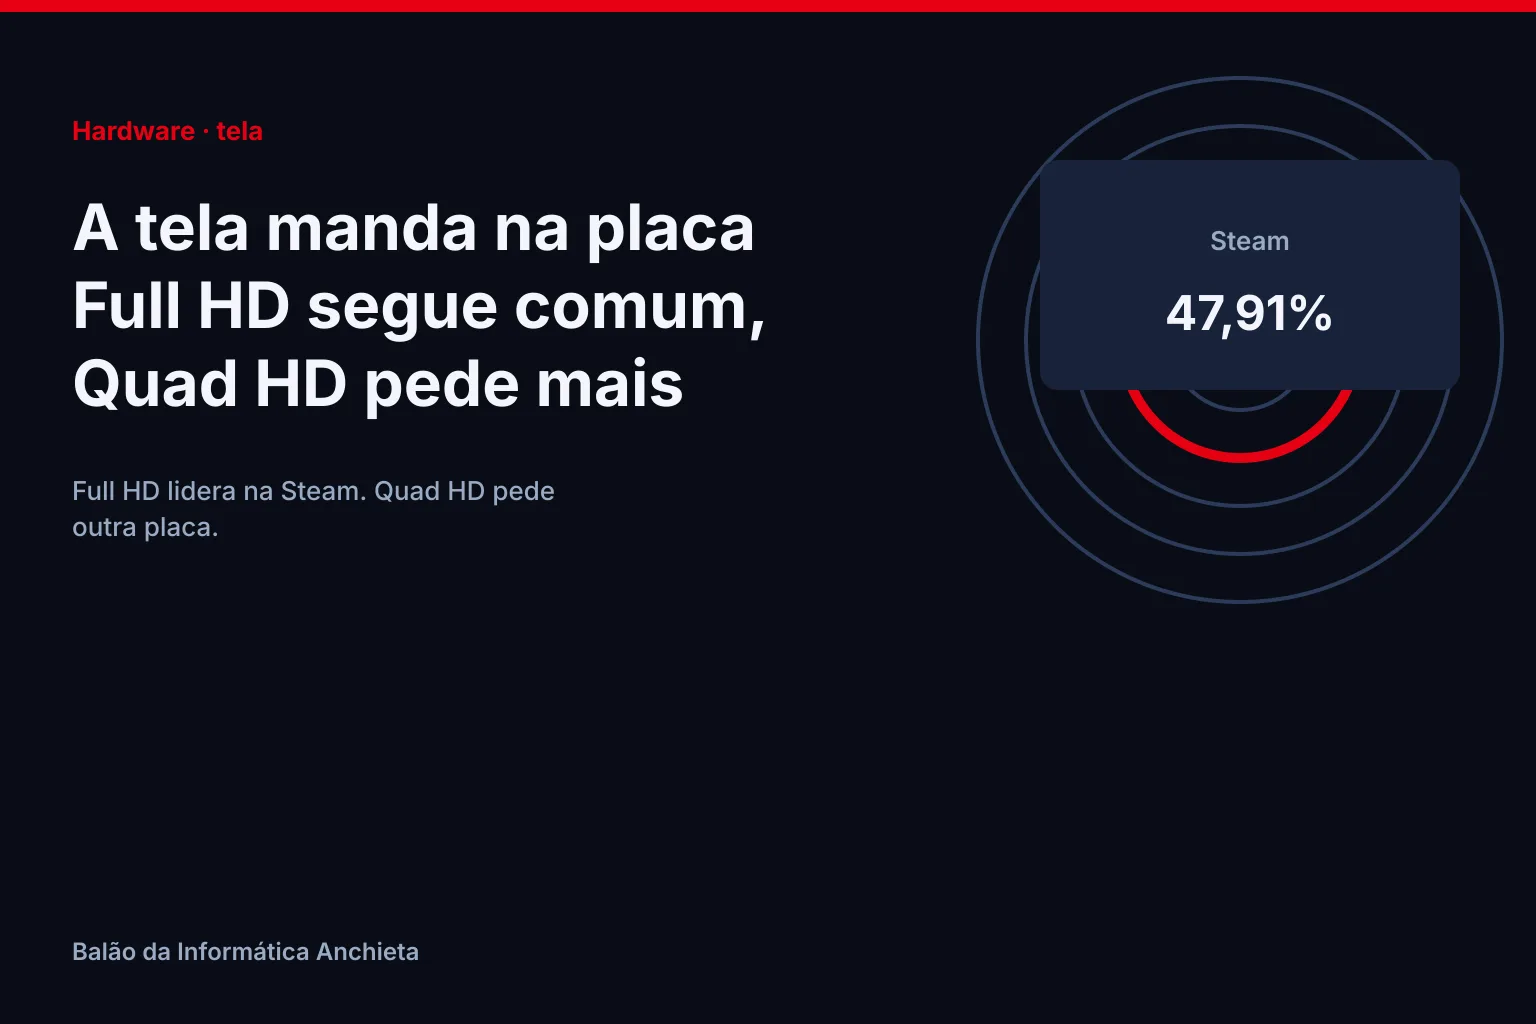 Hardware · tela
A tela manda na placa
Full HD segue comum,
Quad HD pede mais
Full HD lidera na Steam. Quad HD pede
outra placa.
Steam
47,91%
Balão da Informática Anchieta